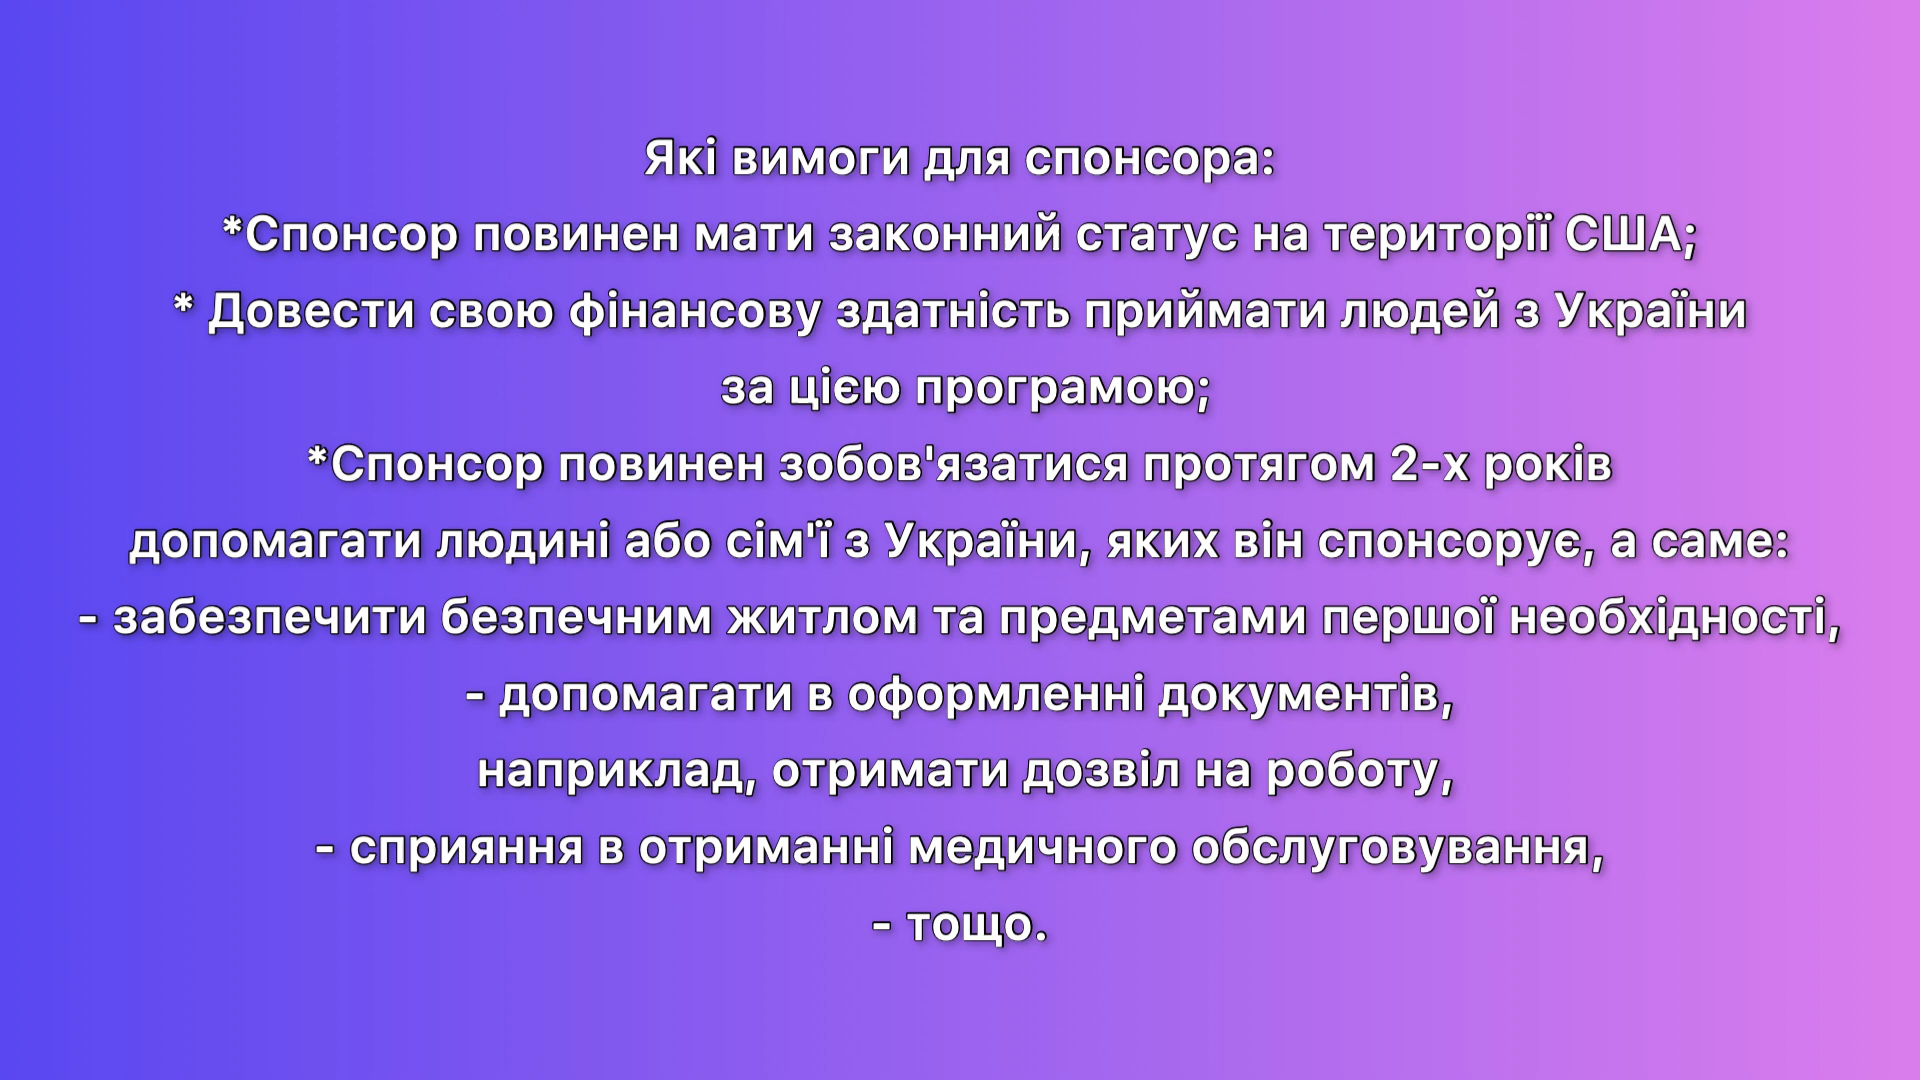 Які вимоги для спонсора:
*Спонсор повинен мати законний статус на території США;
* Довести свою фінансову здатність приймати людей з України
за цією програмою;
*Спонсор повинен зобов'язатися протягом 2-х років
допомагати людині або сім'ї з України, яких він спонсорує, а саме:
- забезпечити безпечним житлом та предметами першої необхідності,
- допомагати в оформленні документів,
наприклад, отримати дозвіл на роботу,
- сприяння в отриманні медичного обслуговування,
- тощо.